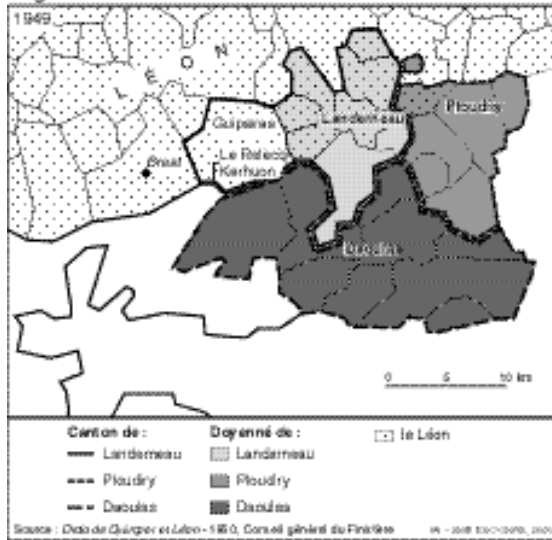 1949
LÉON
Guipavas
Landerneau
Ploudiry
Brest
Le Relecq
Kerhuon
Daoulas
0 5 10 km
Canton de : Doyenné de : le Léon
Landerneau Landerneau
Ploudiry Ploudiry
Daoulas Daoulas
Source : Diocèse de Quimper et Léon - 1950, Conseil général du Finistère